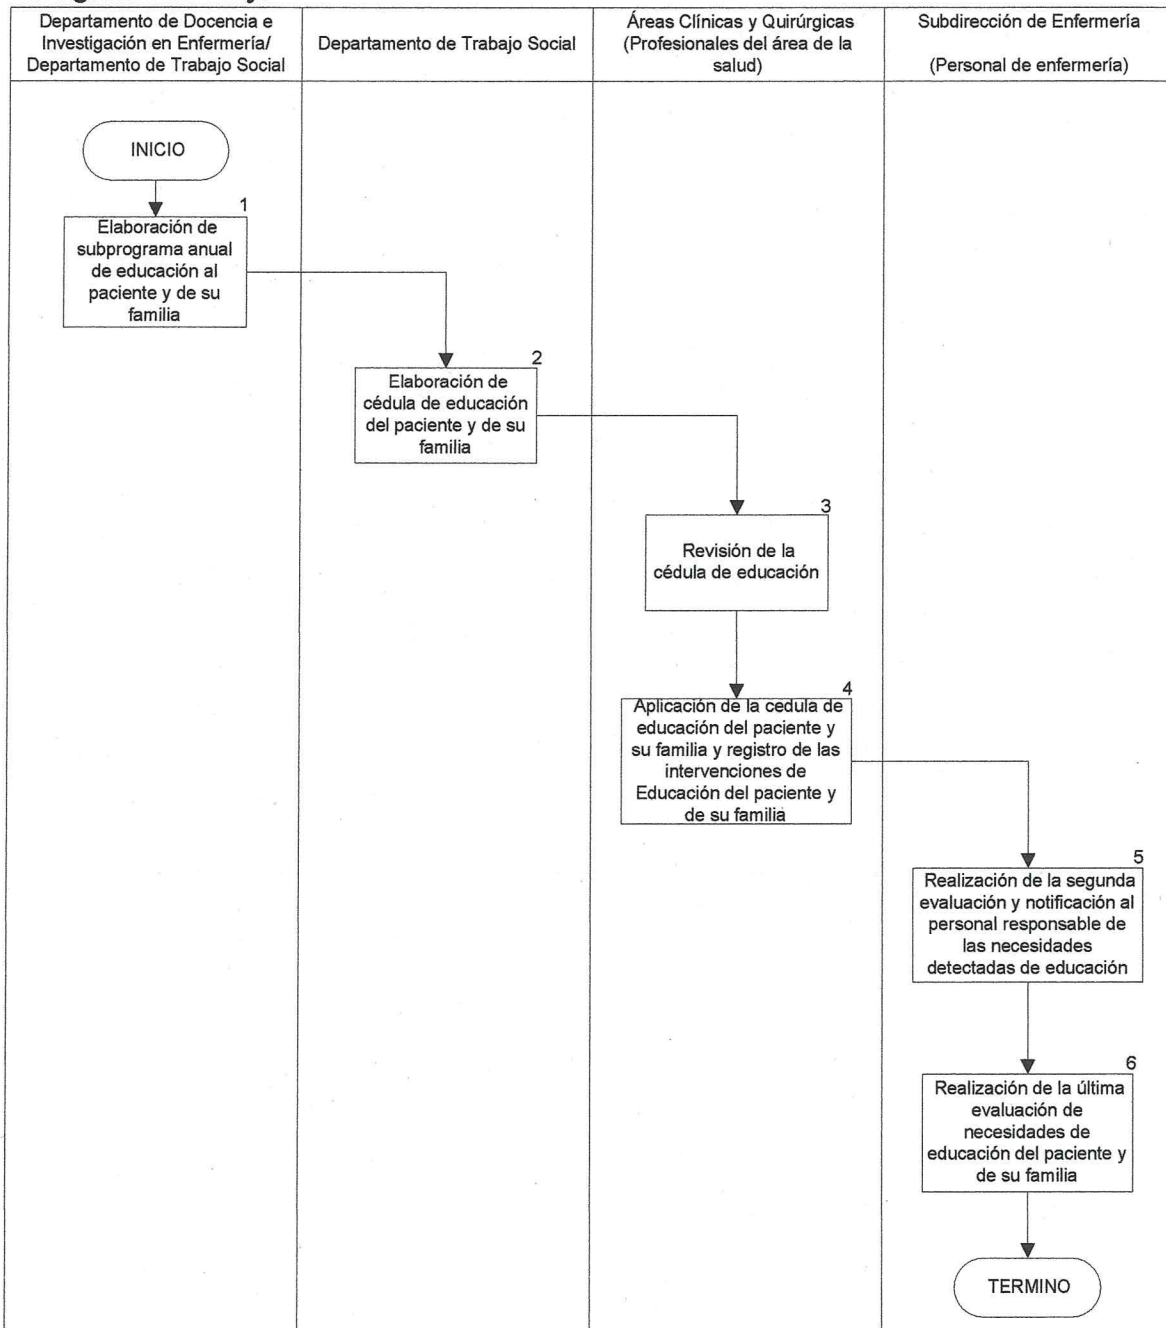 Departamento de Docencia e
Investigación en Enfermería/
Departamento de Trabajo Social
Departamento de Trabajo Social
Áreas Clínicas y Quirúrgicas
(Profesionales del área de la
salud)
Subdirección de Enfermería
(Personal de enfermería)
INICIO
1
Elaboración de
subprograma anual
de educación al
paciente y de su
familia
2
Elaboración de
cédula de educación
del paciente y de su
familia
3
Revisión de la
cédula de educación
4
Aplicación de la cedula de
educación del paciente y
su familia y registro de las
intervenciones de
Educación del paciente y
de su familia
5
Realización de la segunda
evaluación y notificación al
personal responsable de
las necesidades
detectadas de educación
6
Realización de la última
evaluación de
necesidades de
educación del paciente y
de su familia
TERMINO